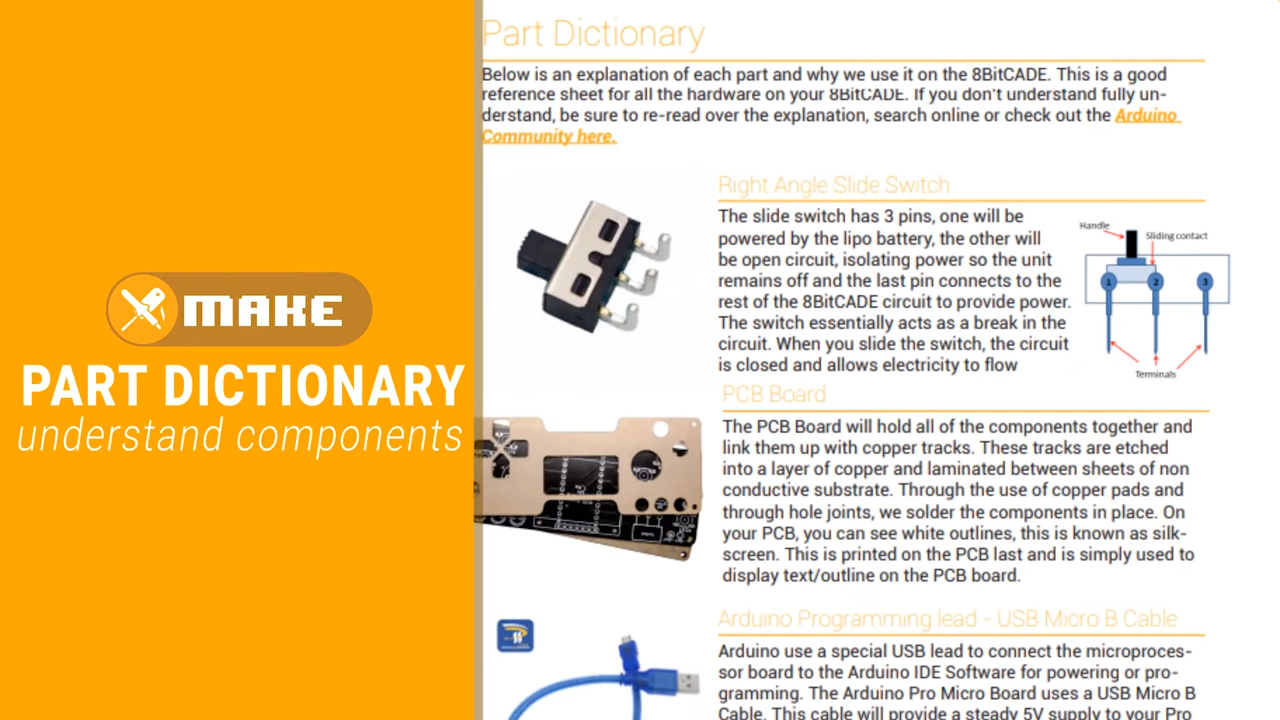 MAKE
PART DICTIONARY
understand components
Part Dictionary
Below is an explanation of each part and why we use it on the 8BitCADE. This is a good
reference sheet for all the hardware on your 8BitCADE. If you don't understand fully un-
derstand, be sure to re-read over the explanation, search online or check out the Arduino
Community here.
Right Angle Slide Switch
The slide switch has 3 pins, one will be
powered by the lipo battery, the other will
be open circuit, isolating power so the unit
remains off and the last pin connects to the
rest of the 8BitCADE circuit to provide power.
The switch essentially acts as a break in the
circuit. When you slide the switch, the circuit
is closed and allows electricity to flow
Handle
Sliding contact
1 2 3
Terminals
PCB Board
The PCB Board will hold all of the components together and
link them up with copper tracks. These tracks are etched
into a layer of copper and laminated between sheets of non
conductive substrate. Through the use of copper pads and
through hole joints, we solder the components in place. On
your PCB, you can see white outlines, this is known as silk-
screen. This is printed on the PCB last and is simply used to
display text/outline on the PCB board.
Arduino Programming lead - USB Micro B Cable
Arduino use a special USB lead to connect the microproces-
sor board to the Arduino IDE Software for powering or pro-
gramming. The Arduino Pro Micro Board uses a USB Micro B
Cable. This cable will provide a steady 5V supply to your Pro